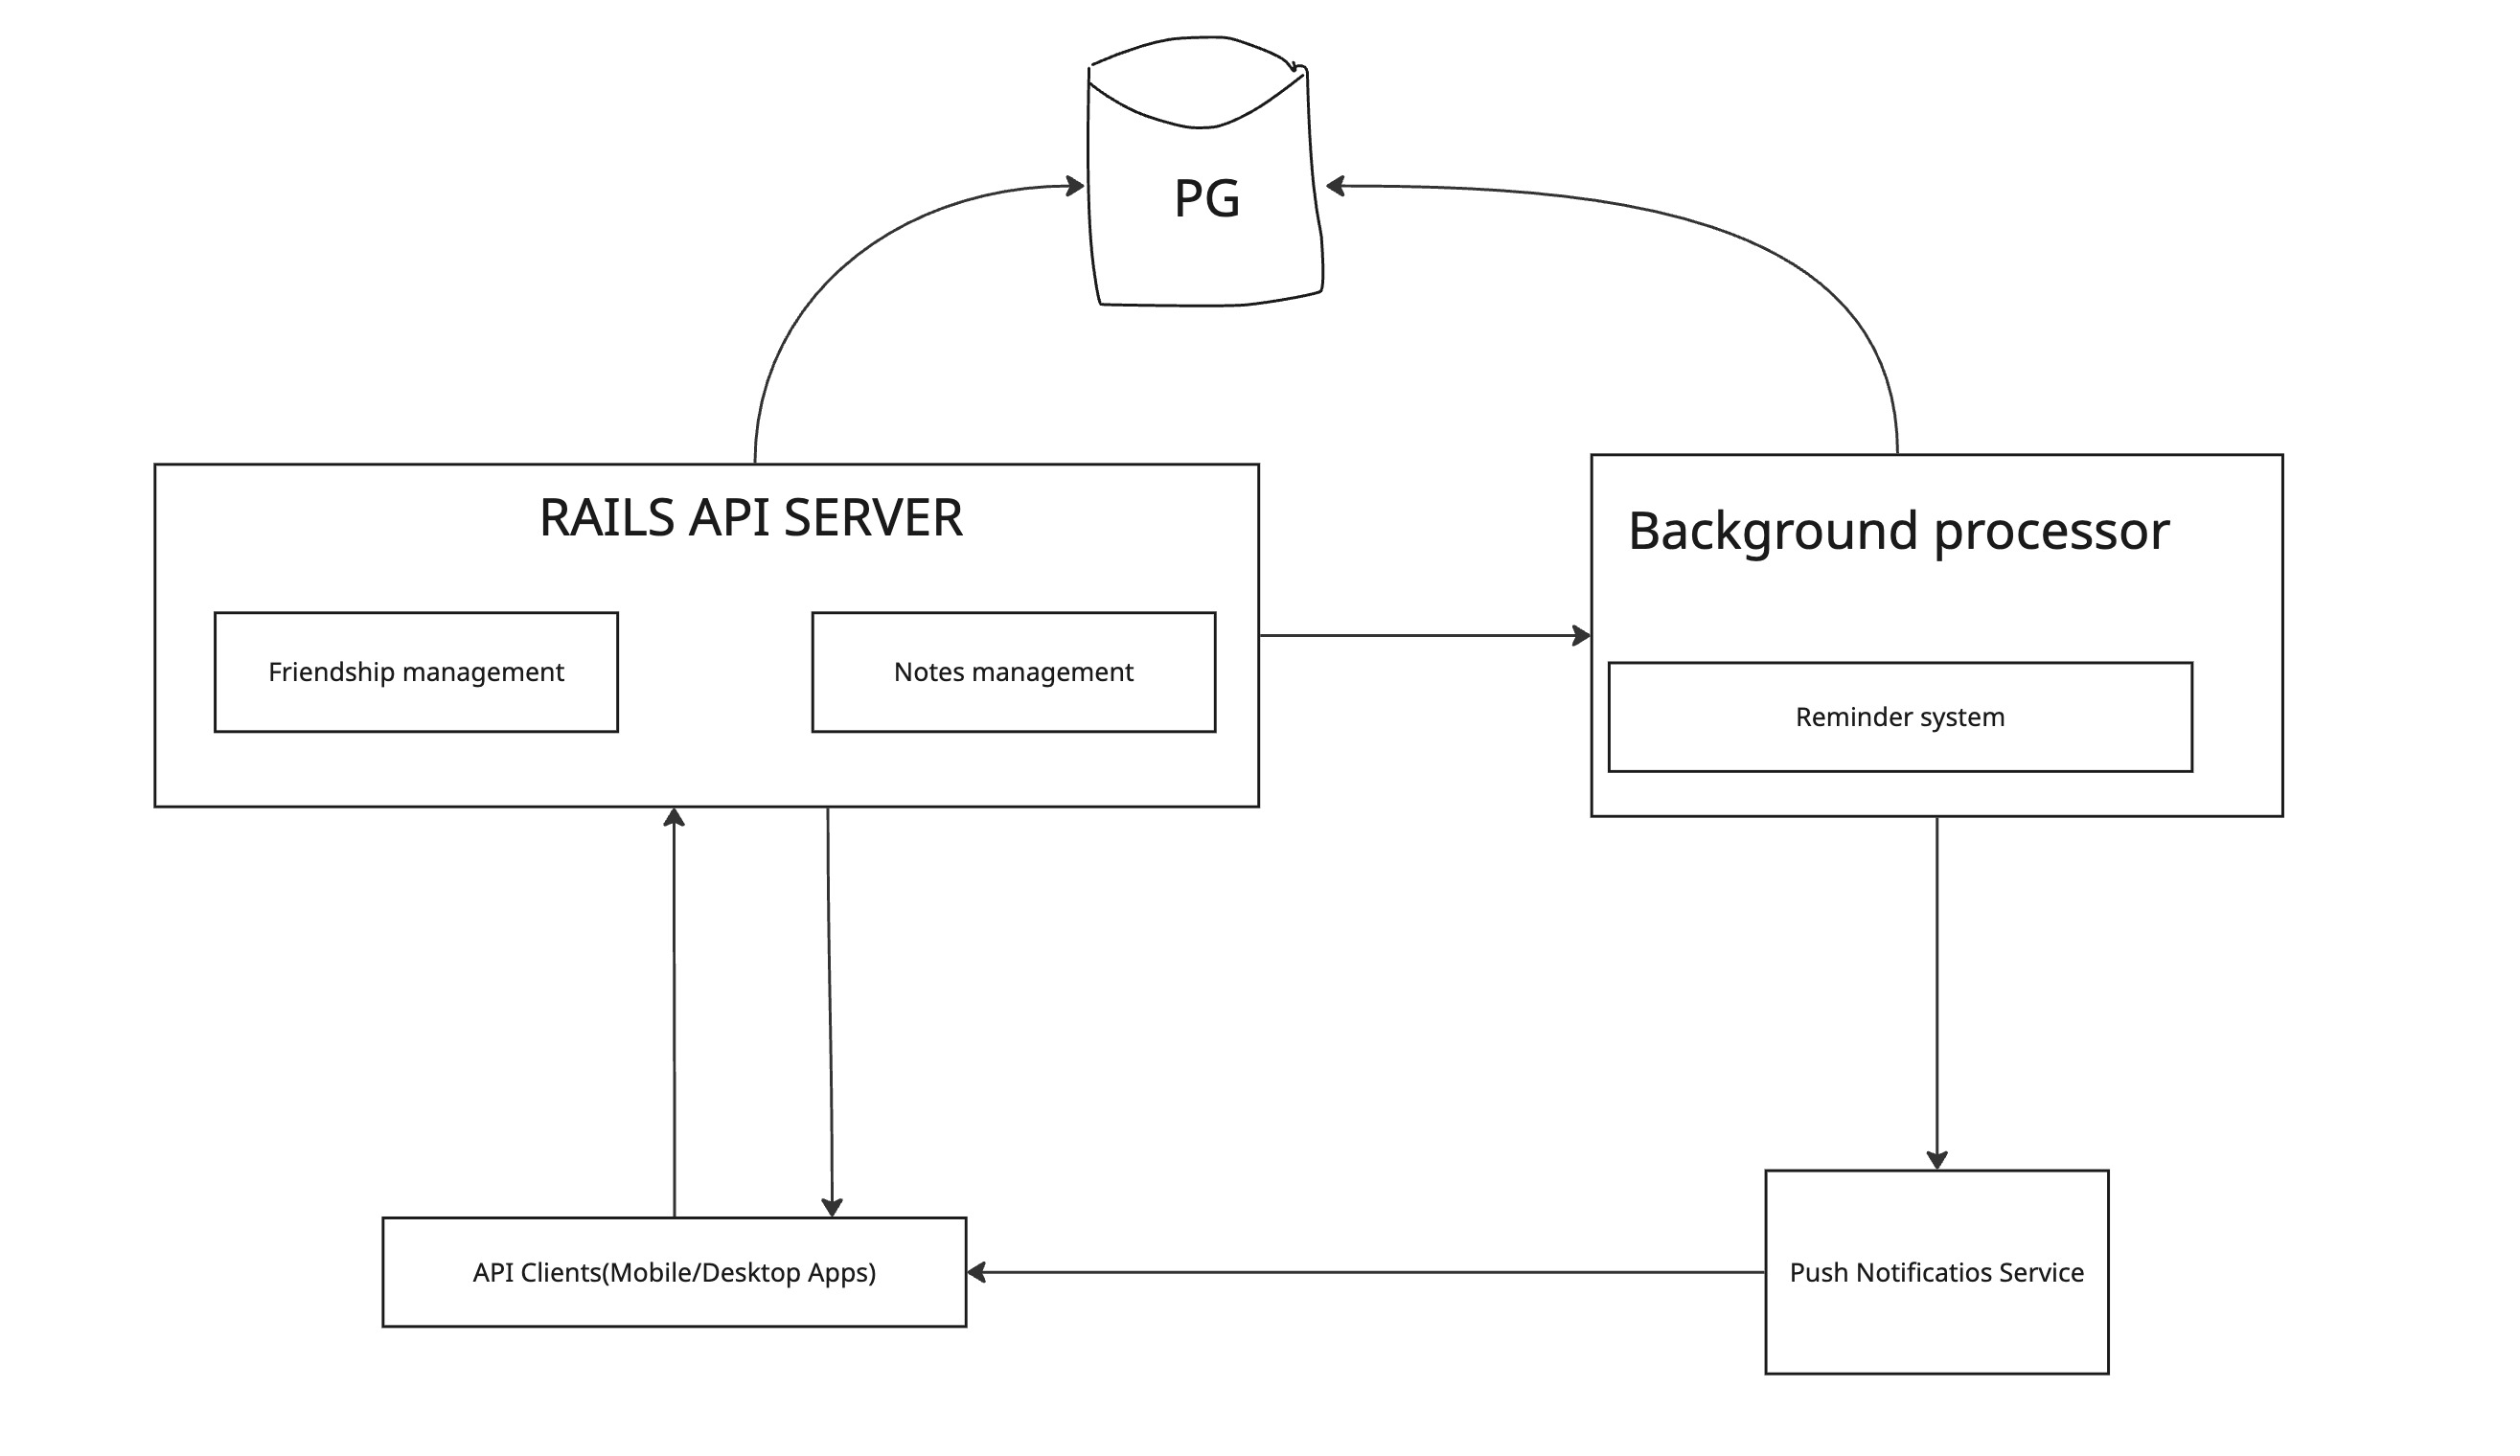 PG
RAILS API SERVER
Background processor
Friendship management
Notes management
Reminder system
API Clients(Mobile/Desktop Apps)
Push Notificatios Service